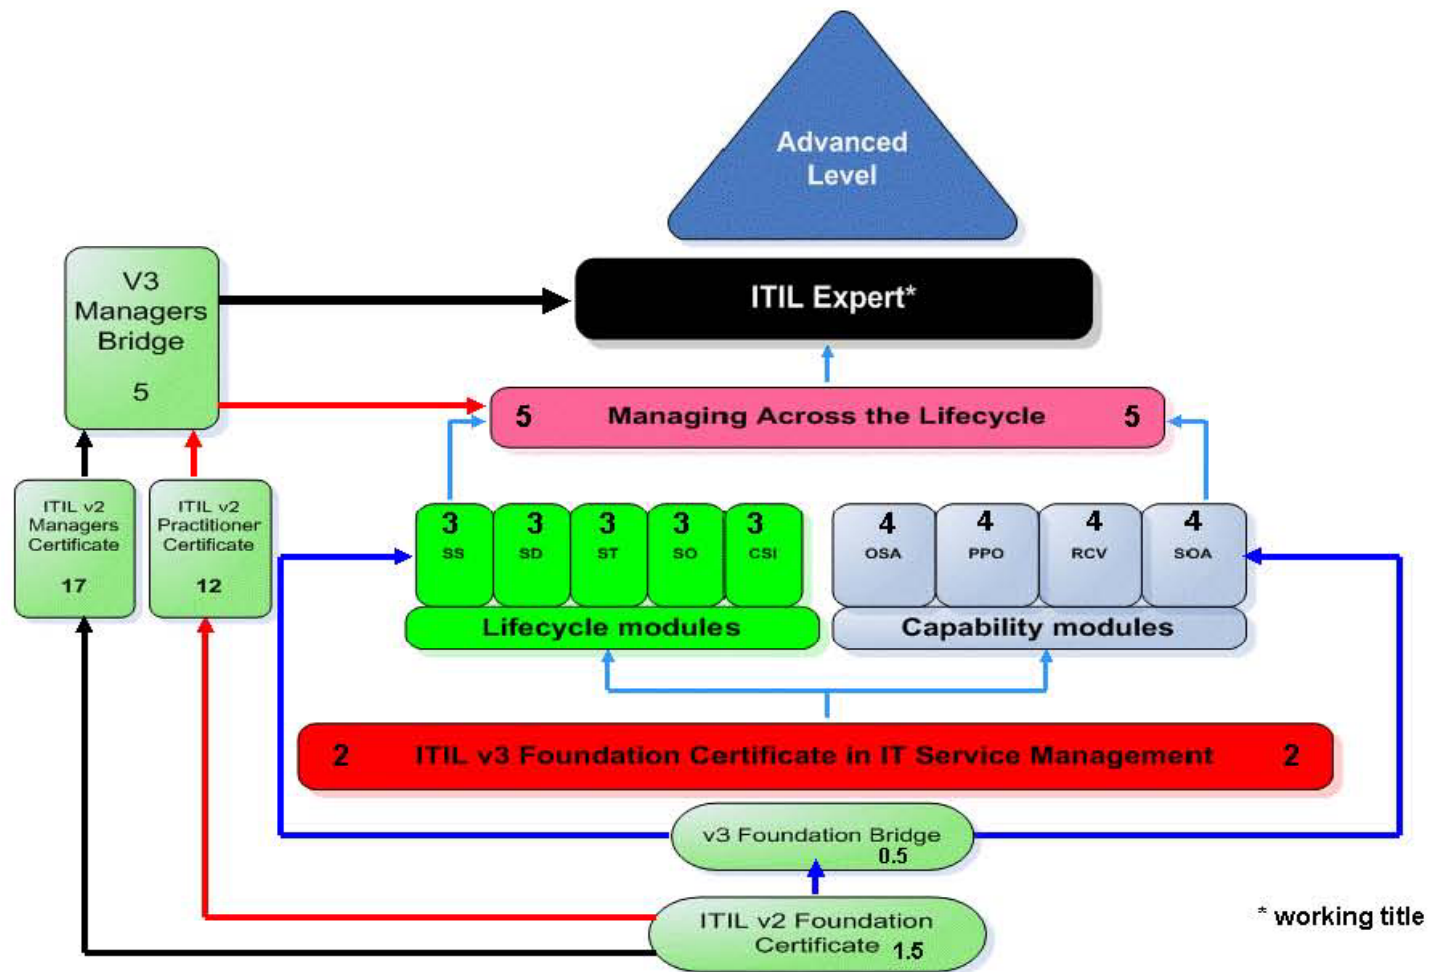 Advanced
Level
ITIL Expert*
V3
Managers
Bridge
5
5 Managing Across the Lifecycle 5
ITIL v2
Managers
Certificate
17
ITIL v2
Practitioner
Certificate
12
3 3 3 3 3
SS SD ST SO CSI
Lifecycle modules
4 4 4 4
OSA PPO RCV SOA
Capability modules
2 ITIL v3 Foundation Certificate in IT Service Management 2
v3 Foundation Bridge
0.5
ITIL v2 Foundation
Certificate 1.5
* working title